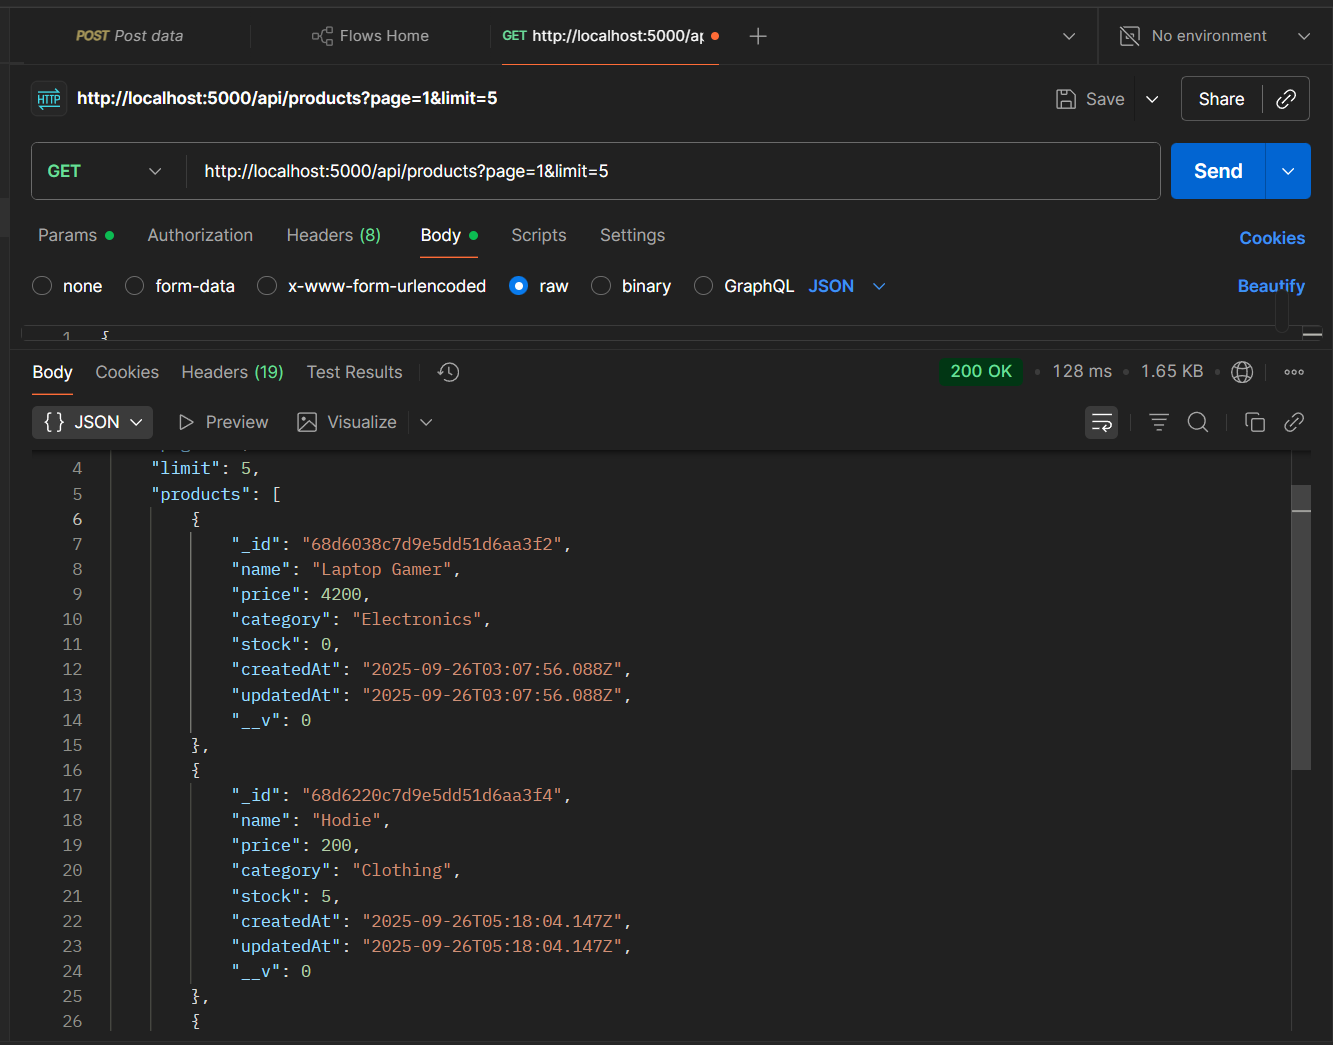 POST Post data
Flows Home
GET http://localhost:5000/ap
No environment
HTTP http://localhost:5000/api/products?page=1&limit=5
Save
Share
GET http://localhost:5000/api/products?page=1&limit=5
Send
Params Authorization Headers (8) Body Scripts Settings Cookies
none form-data x-www-form-urlencoded raw binary GraphQL JSON Beautify
1 {
Body Cookies Headers (19) Test Results 200 OK 128 ms 1.65 KB
{} JSON Preview Visualize
4 "limit": 5,
5 "products": [
6 {
7 "_id": "68d6038c7d9e5dd51d6aa3f2",
8 "name": "Laptop Gamer",
9 "price": 4200,
10 "category": "Electronics",
11 "stock": 0,
12 "createdAt": "2025-09-26T03:07:56.088Z",
13 "updatedAt": "2025-09-26T03:07:56.088Z",
14 "__v": 0
15 },
16 {
17 "_id": "68d6220c7d9e5dd51d6aa3f4",
18 "name": "Hodie",
19 "price": 200,
20 "category": "Clothing",
21 "stock": 5,
22 "createdAt": "2025-09-26T05:18:04.147Z",
23 "updatedAt": "2025-09-26T05:18:04.147Z",
24 "__v": 0
25 },
26 {